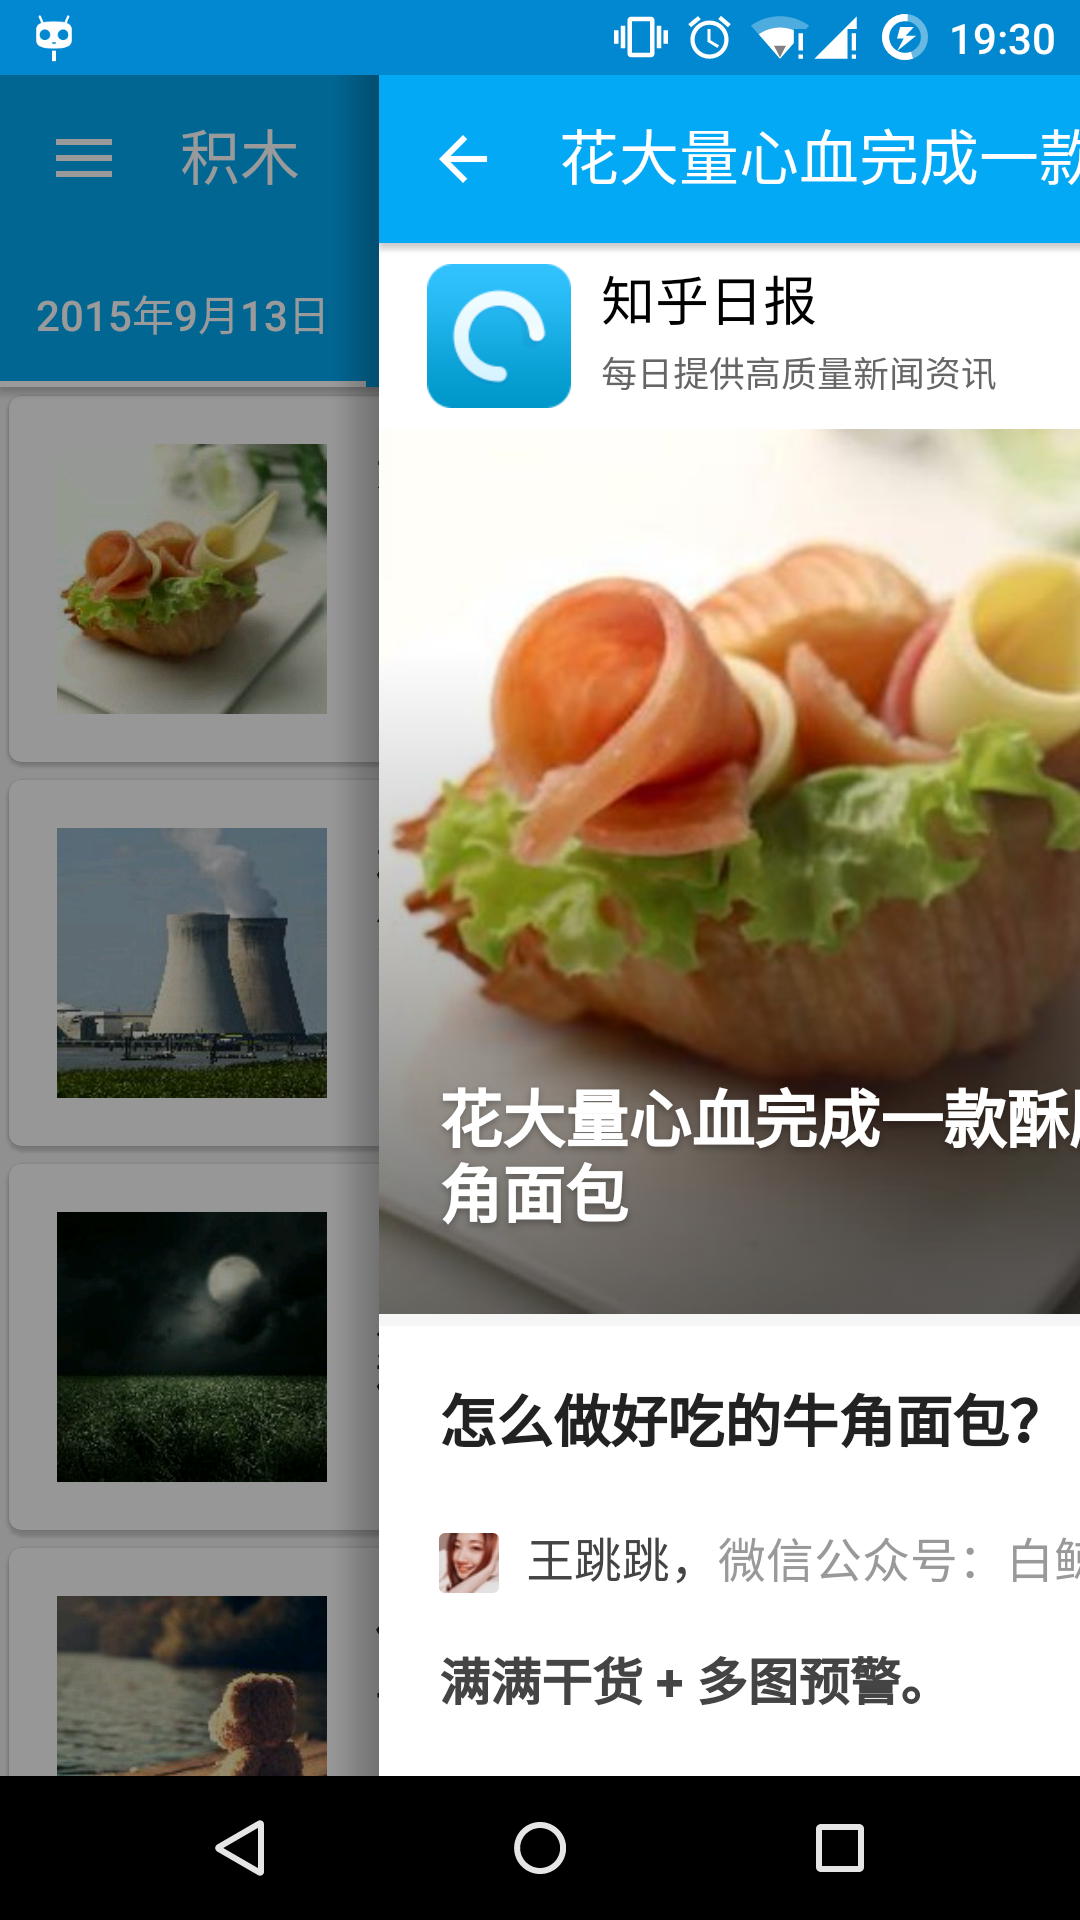 19:30
积木
花大量心血完成一款
2015年9月13日
知乎日报
每日提供高质量新闻资讯
花大量心血完成一款酥
角面包
怎么做好吃的牛角面包？
王跳跳，微信公众号：白
满满干货 + 多图预警。